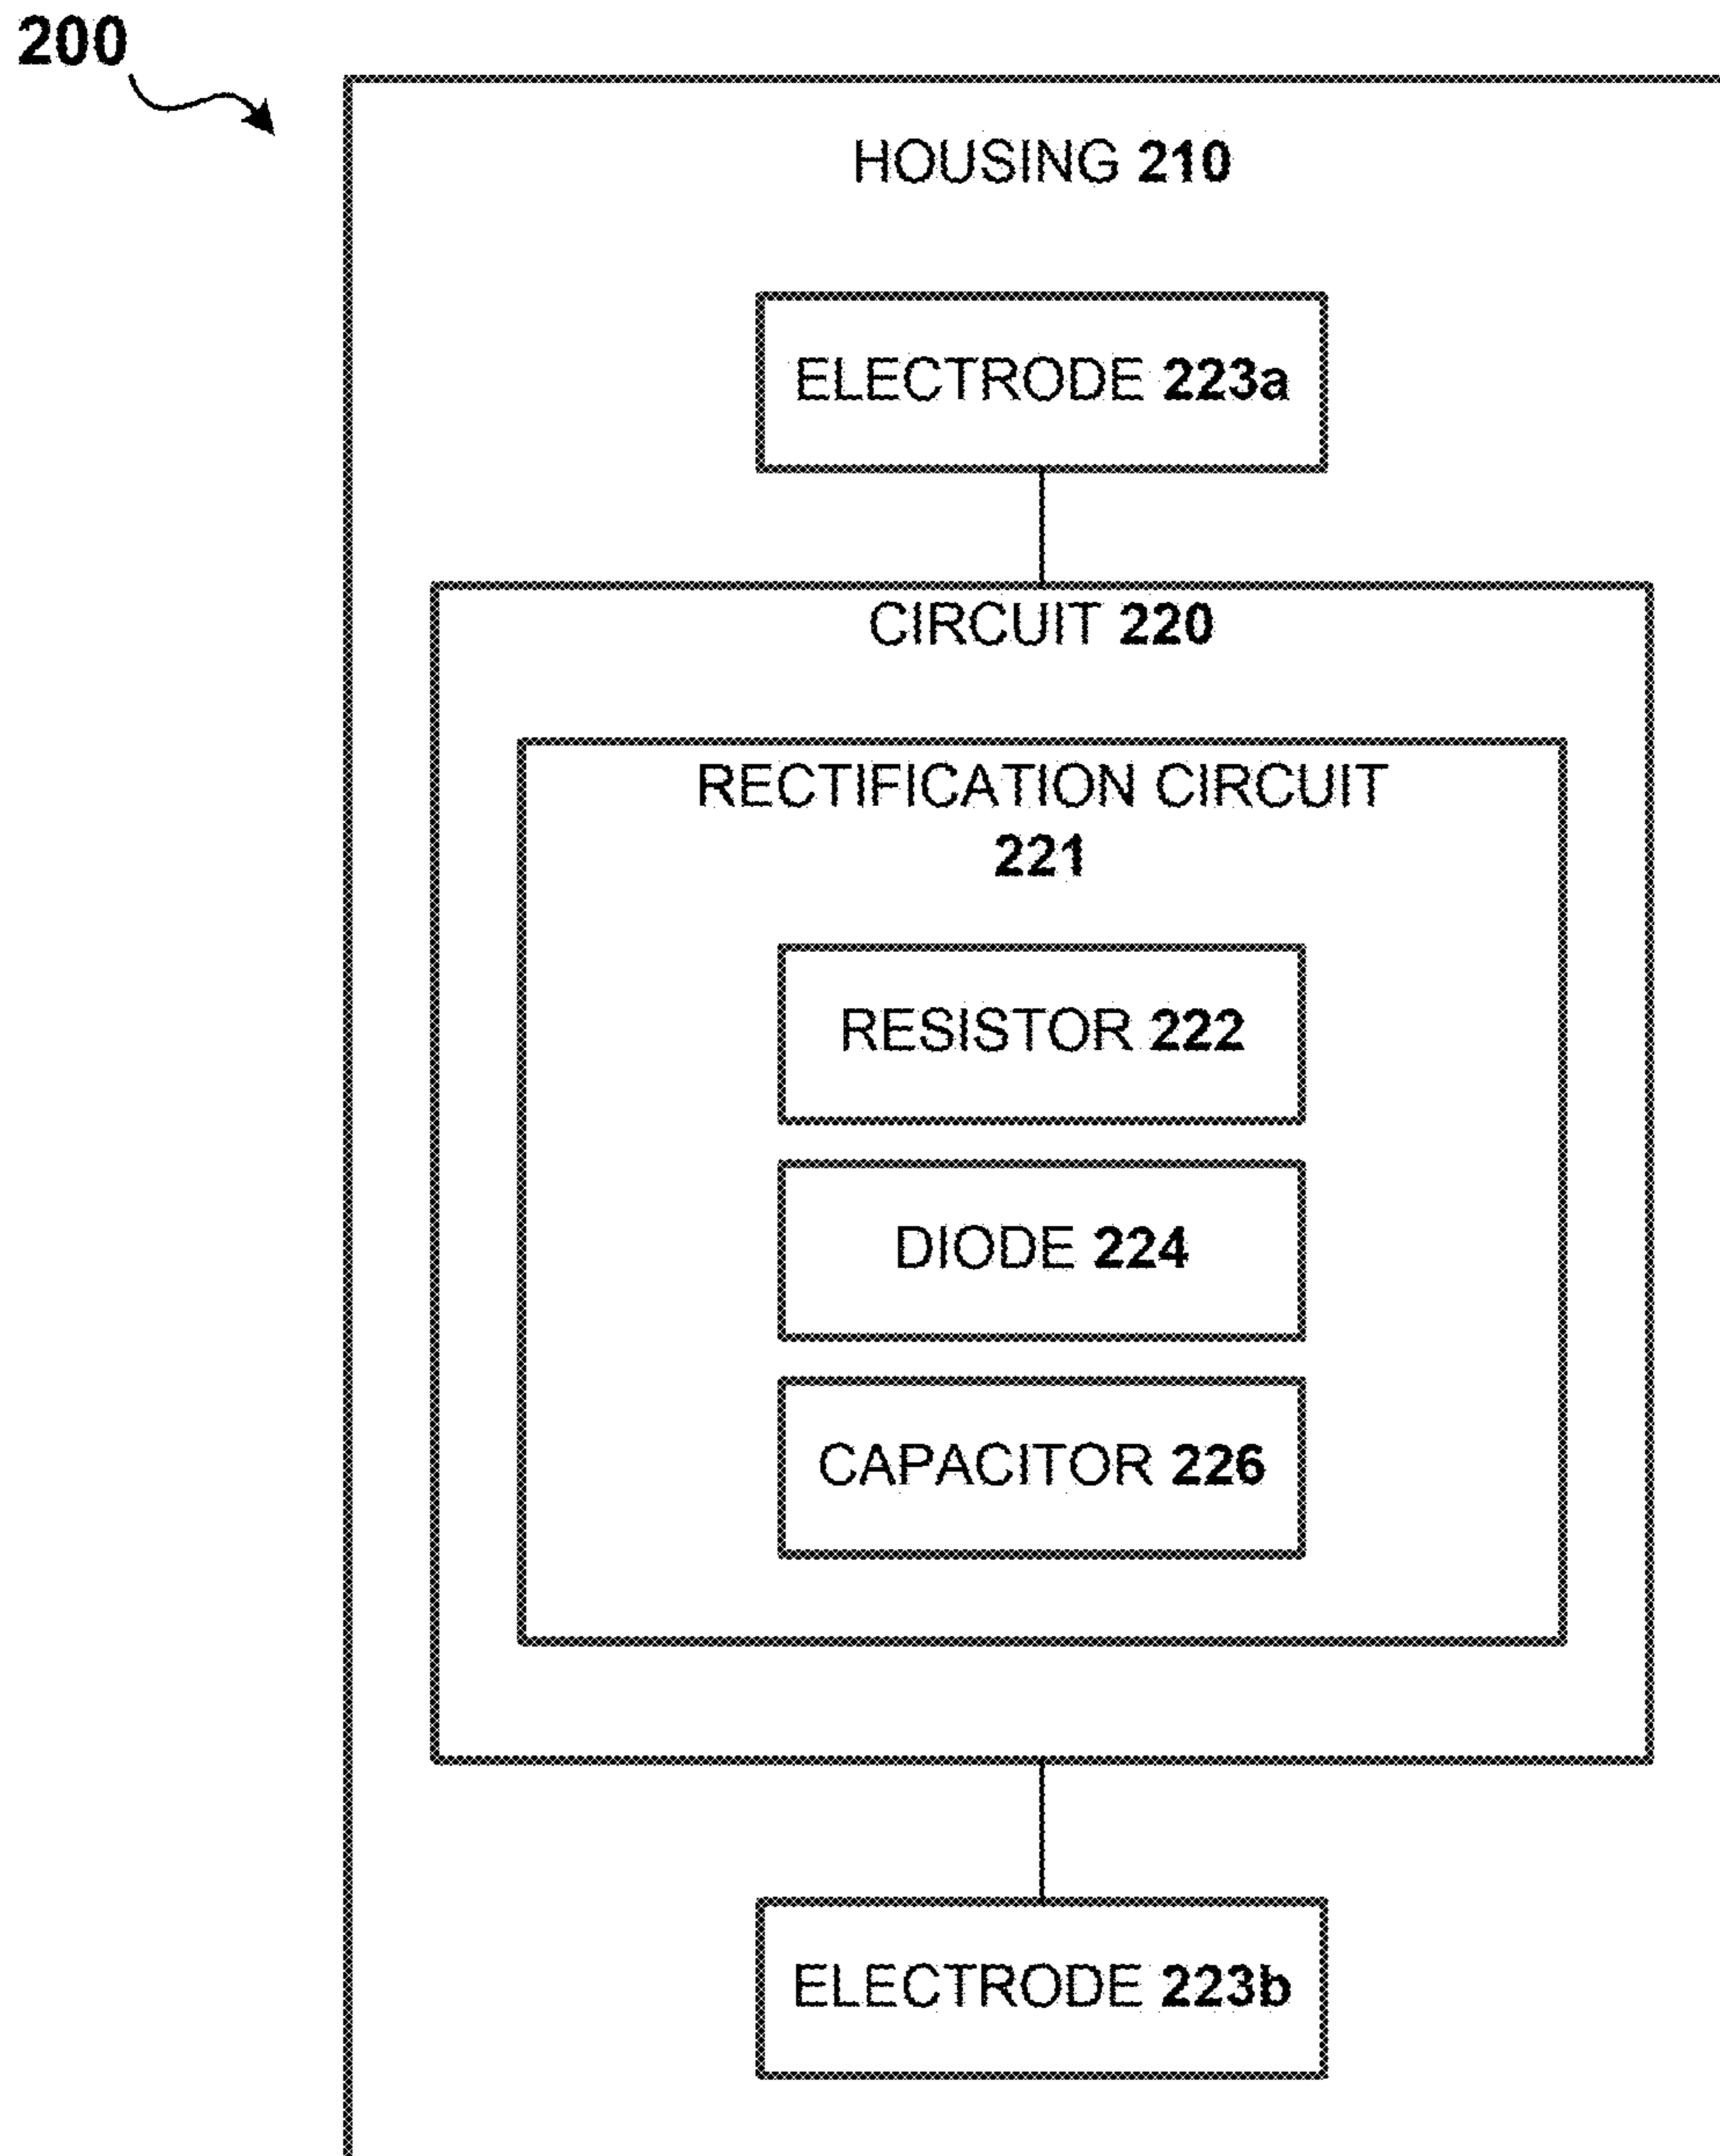 200
HOUSING 210
ELECTRODE 223a
CIRCUIT 220
RECTIFICATION CIRCUIT
221
RESISTOR 222
DIODE 224
CAPACITOR 226
ELECTRODE 223b